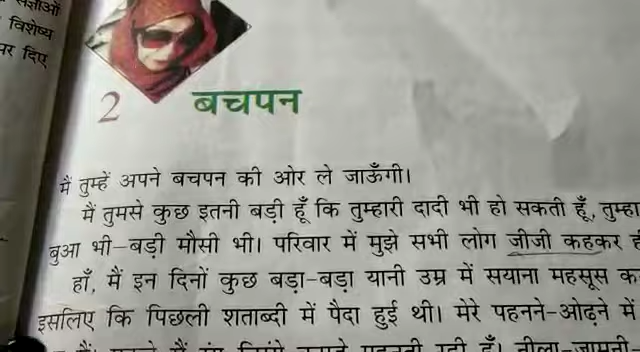 विशेष्य
दिए
2
बचपन
मैं तुम्हें अपने बचपन की ओर ले जाऊँगी।
मैं तुमसे कुछ इतनी बड़ी हूँ कि तुम्हारी दादी भी हो सकती हूँ, तुम्हा
बुआ भी–बड़ी मौसी भी। परिवार में मुझे सभी लोग जीजी कहकर ही
हाँ, मैं इन दिनों कुछ बड़ा–बड़ा यानी उम्र में सयाना महसूस क
इसलिए कि पिछली शताब्दी में पैदा हुई थी। मेरे पहनने–ओढ़ने में